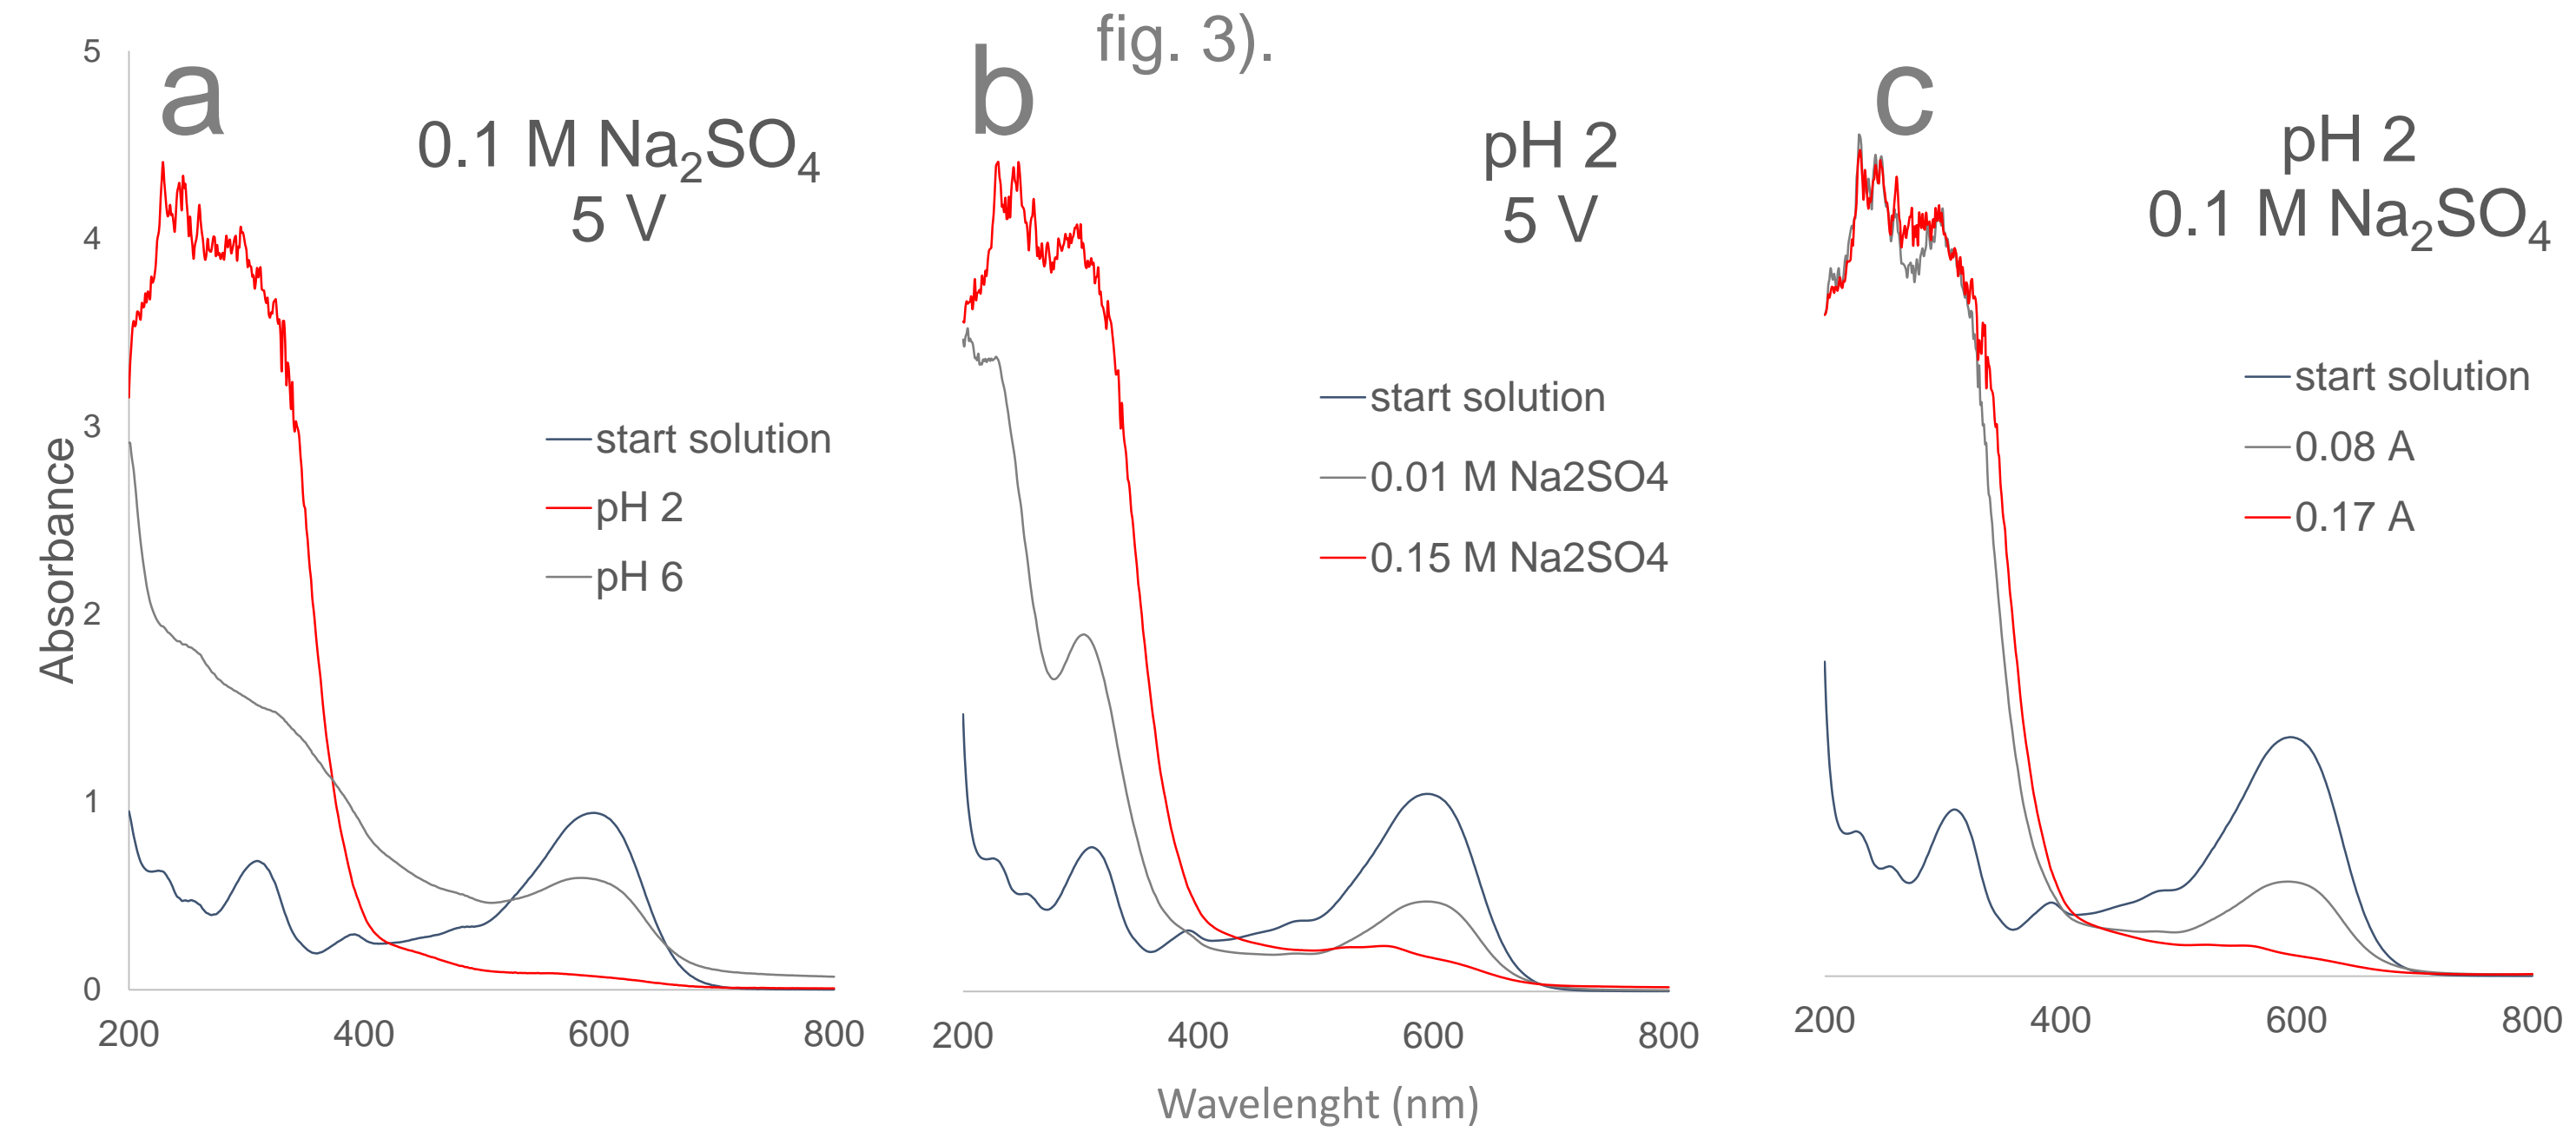 fig. 3).
a
0.1 M Na₂SO₄
5 V
start solution
pH 2
pH 6
Absorbance
5
4
3
2
1
0
200
400
600
800
b
pH 2
5 V
start solution
0.01 M Na2SO4
0.15 M Na2SO4
200
400
600
800
c
pH 2
0.1 M Na₂SO₄
start solution
0.08 A
0.17 A
200
400
600
800
Wavelenght (nm)